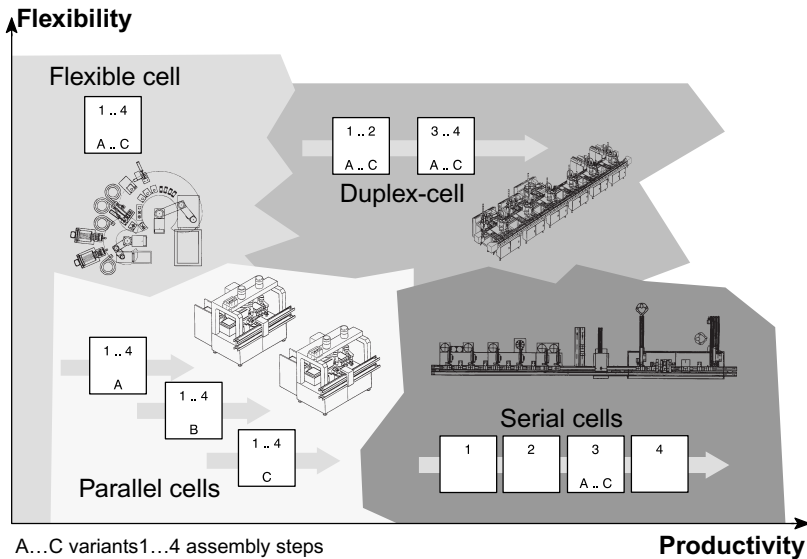 Flexibility
Flexible cell
1 .. 4
A .. C
1 .. 2
A .. C
3 .. 4
A .. C
Duplex-cell
1 .. 4
A
1 .. 4
B
1 .. 4
C
Parallel cells
Serial cells
1
2
3
A .. C
4
A...C variants1...4 assembly steps
Productivity